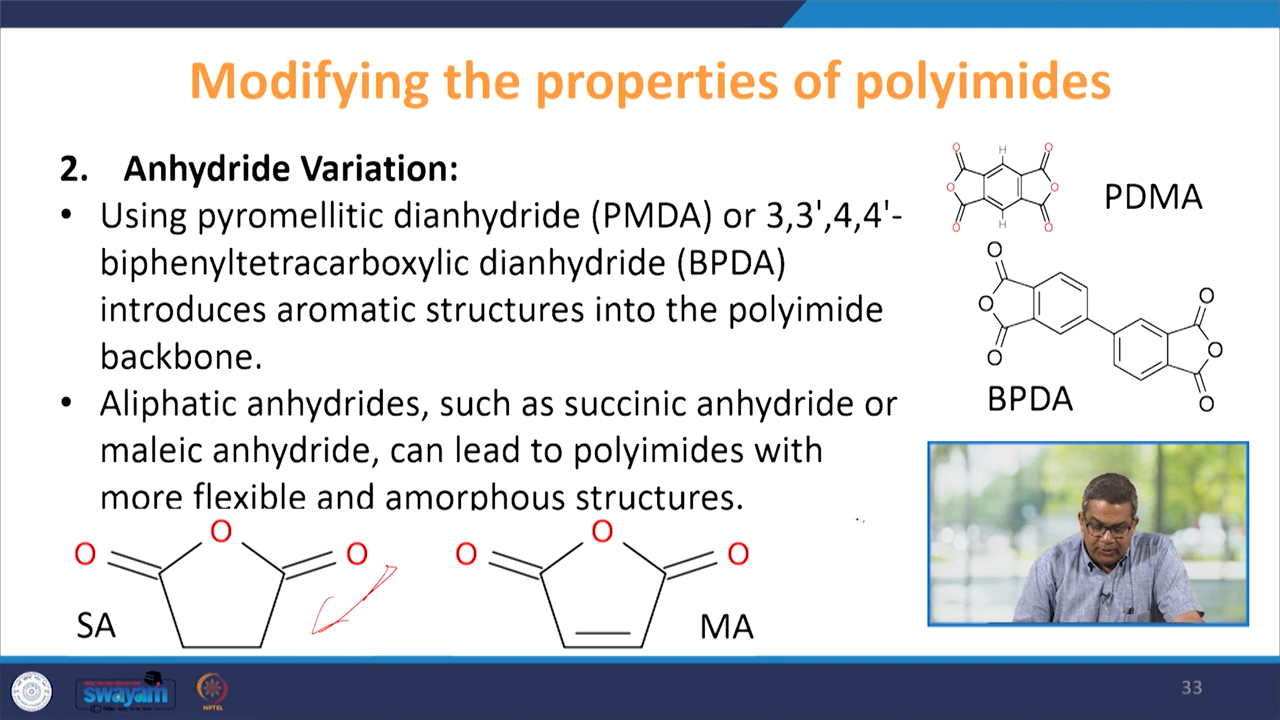 Modifying the properties of polyimides
2. Anhydride Variation:
• Using pyromellitic dianhydride (PMDA) or 3,3',4,4'-
biphenyltetracarboxylic dianhydride (BPDA)
introduces aromatic structures into the polyimide
backbone.
• Aliphatic anhydrides, such as succinic anhydride or
maleic anhydride, can lead to polyimides with
more flexible and amorphous structures.
O H O
O O
O H O
PDMA
O
O
O
O
O
O
BPDA
O O O
SA
O O O
MA
swayam
NPTEL
33